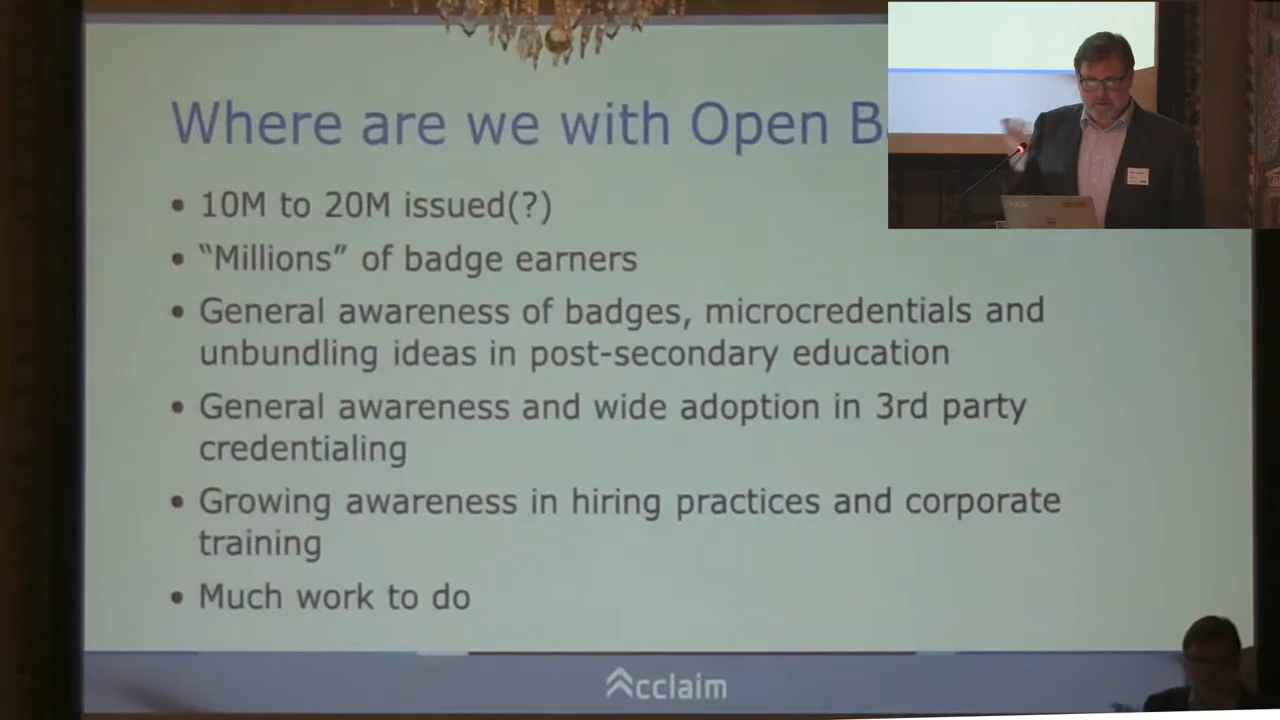 Where are we with Open B
• 10M to 20M issued(?)
• “Millions” of badge earners
• General awareness of badges, microcredentials and
unbundling ideas in post-secondary education
• General awareness and wide adoption in 3rd party
credentialing
• Growing awareness in hiring practices and corporate
training
• Much work to do
Acclaim